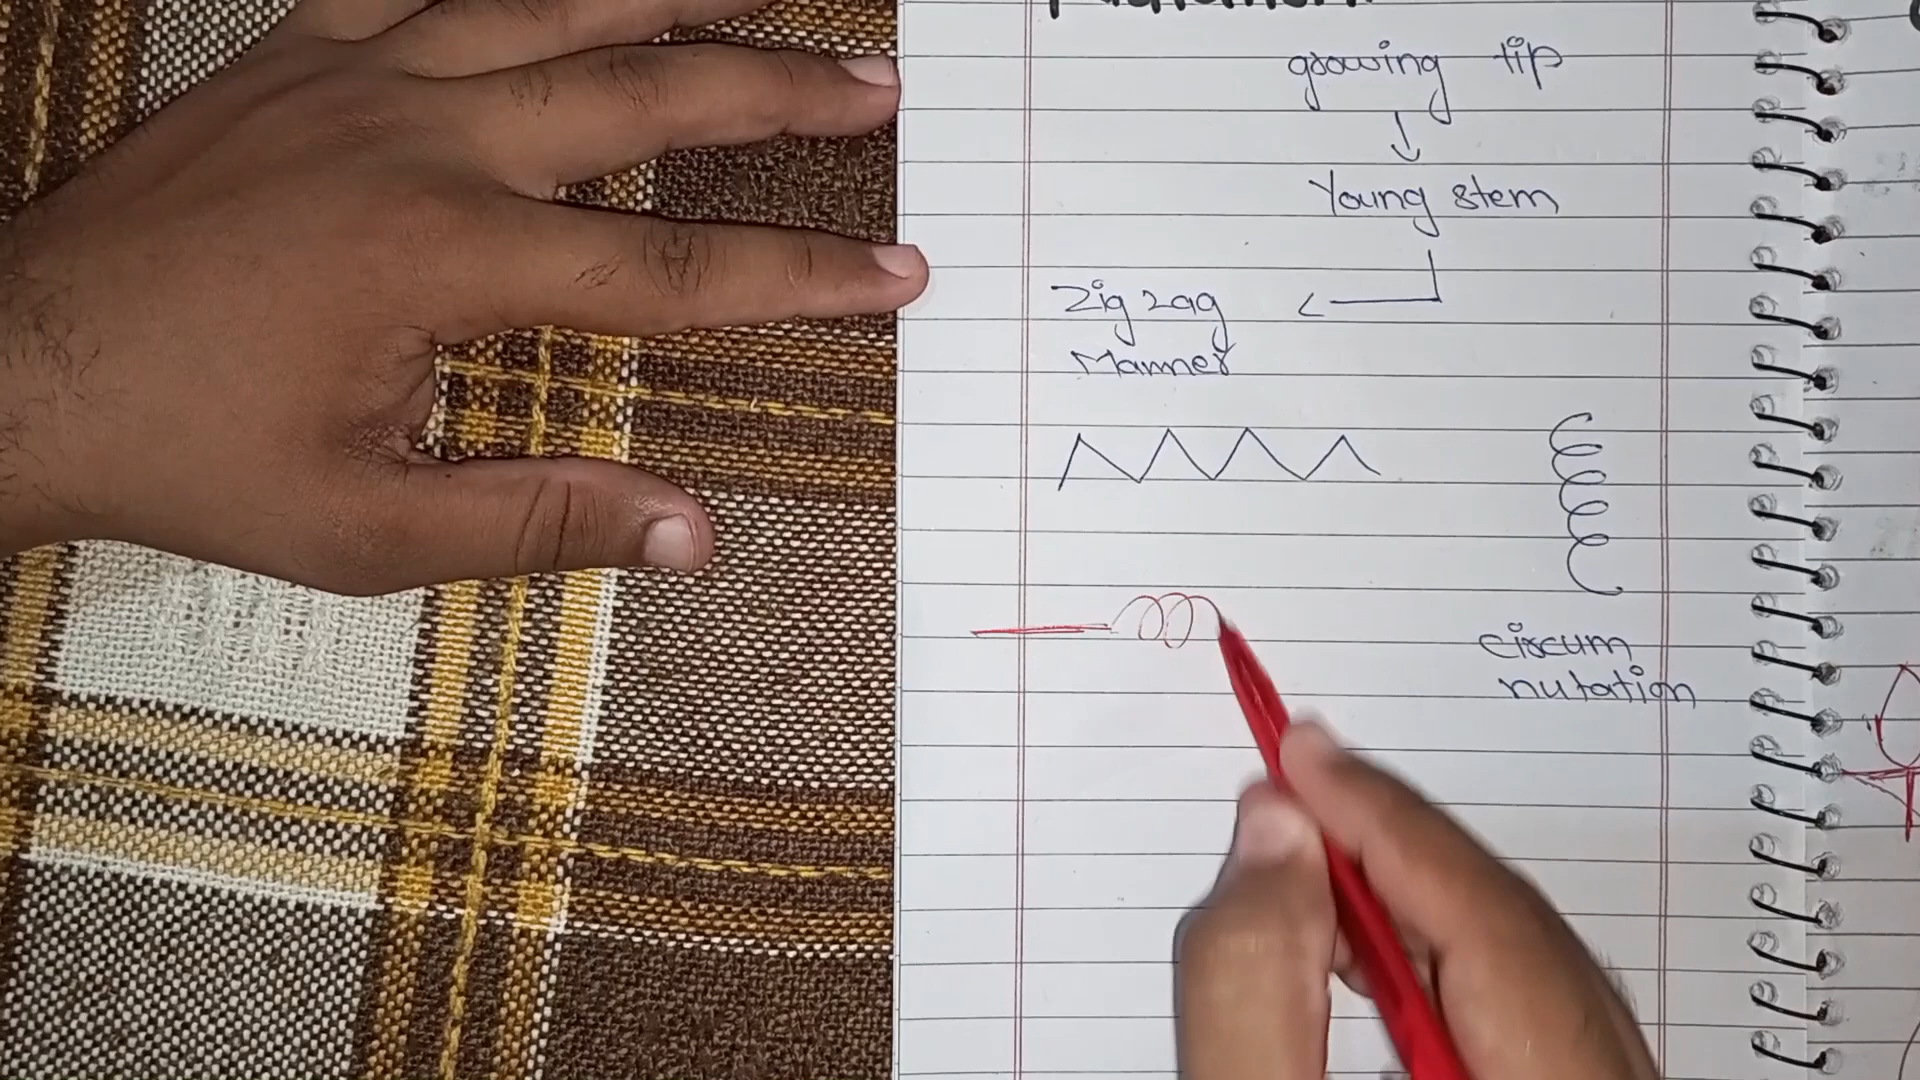 growing tip
Young stem
Zig zag
Manner
circum
nutation